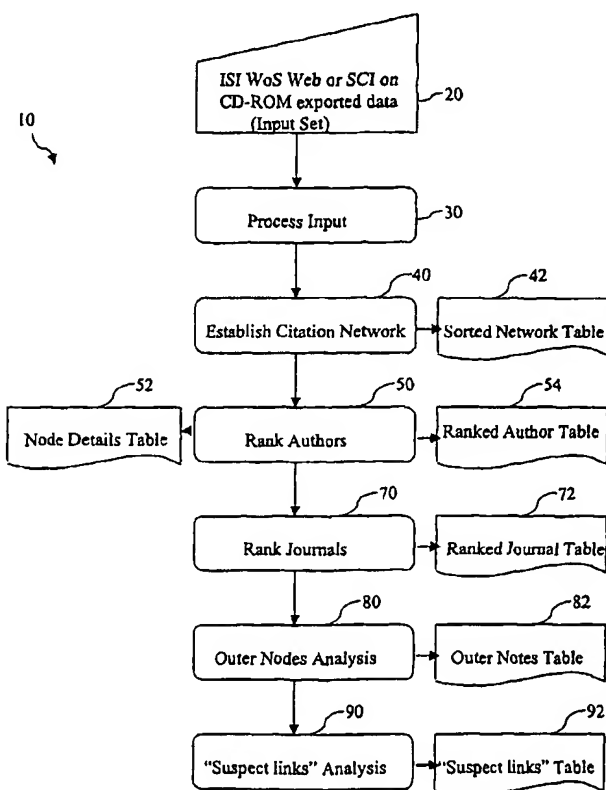 ISI WoS Web or SCI on
CD-ROM exported data
(Input Set)
20
10
Process Input
30
40
42
Establish Citation Network
Sorted Network Table
52
50
54
Node Details Table
Rank Authors
Ranked Author Table
70
72
Rank Journals
Ranked Journal Table
80
82
Outer Nodes Analysis
Outer Notes Table
90
92
"Suspect links" Analysis
"Suspect links" Table